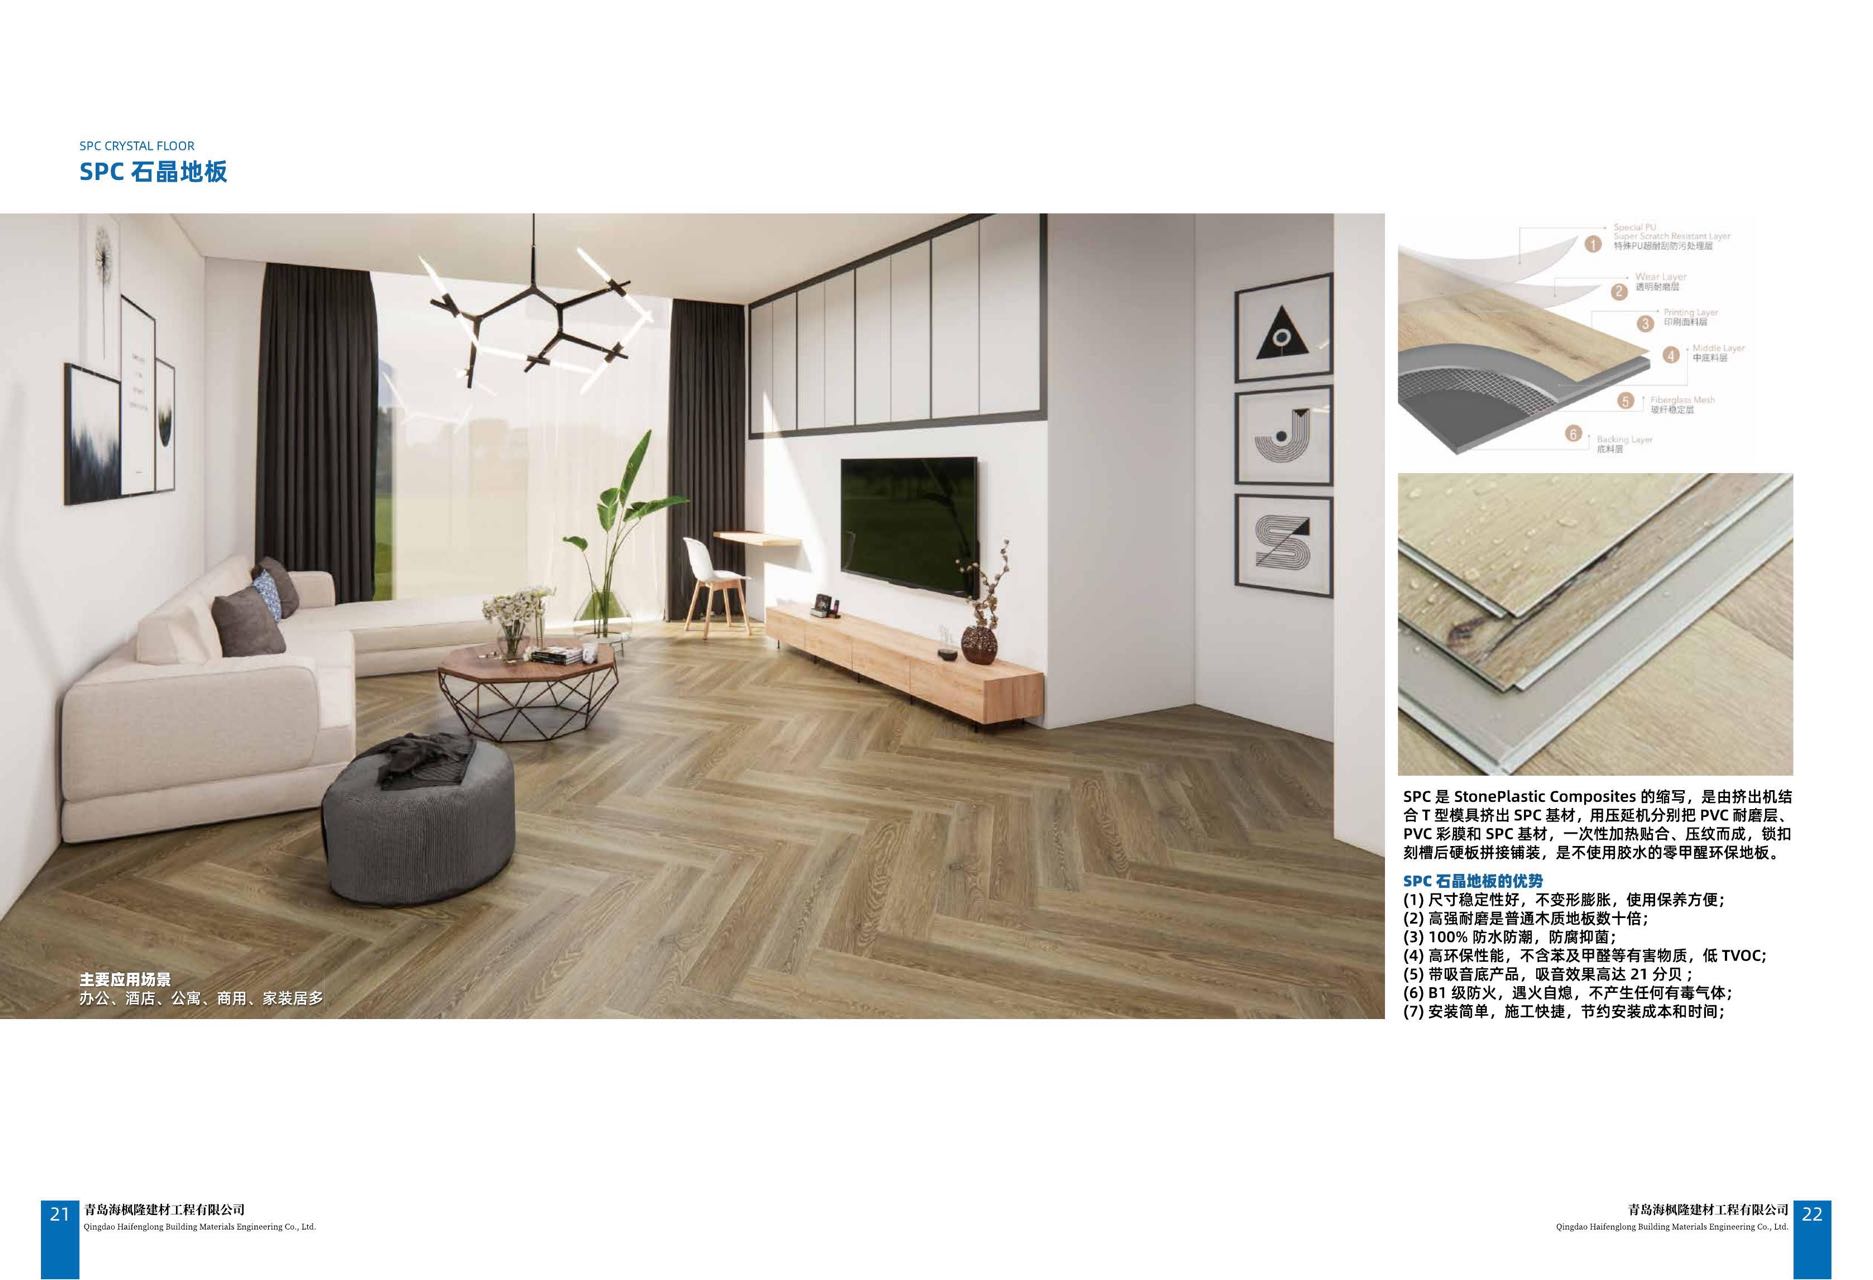 SPC CRYSTAL FLOOR
SPC 石晶地板
Special PU
Super Scratch Resistant Layer
1
特殊PU超耐刮防污处理层
Wear Layer
2
透明耐磨层
Printing Layer
3
印刷面料层
Middle Layer
4
中底料层
Fiberglass Mesh
5
玻纤稳定层
6
Backing Layer
底料层
J
S
SPC 是 StonePlastic Composites 的缩写，是由挤出机结
合 T 型模具挤出 SPC 基材，用压延机分别把 PVC 耐磨层、
PVC 彩膜和 SPC 基材，一次性加热贴合、压纹而成，锁扣
刻槽后硬板拼接铺装，是不使用胶水的零甲醛环保地板。
SPC 石晶地板的优势
(1) 尺寸稳定性好，不变形膨胀，使用保养方便；
(2) 高强耐磨是普通木质地板数十倍；
(3) 100% 防水防潮，防腐抑菌；
(4) 高环保性能，不含苯及甲醛等有害物质，低 TVOC；
(5) 带吸音底产品，吸音效果高达 21 分贝；
(6) B1 级防火，遇火自熄，不产生任何有毒气体；
(7) 安装简单，施工快捷，节约安装成本和时间；
主要应用场景
办公、酒店、公寓、商用、家装居多
21
青岛海枫隆建材工程有限公司
Qingdao Haifenglong Building Materials Engineering Co., Ltd.
青岛海枫隆建材工程有限公司
Qingdao Haifenglong Building Materials Engineering Co., Ltd.
22